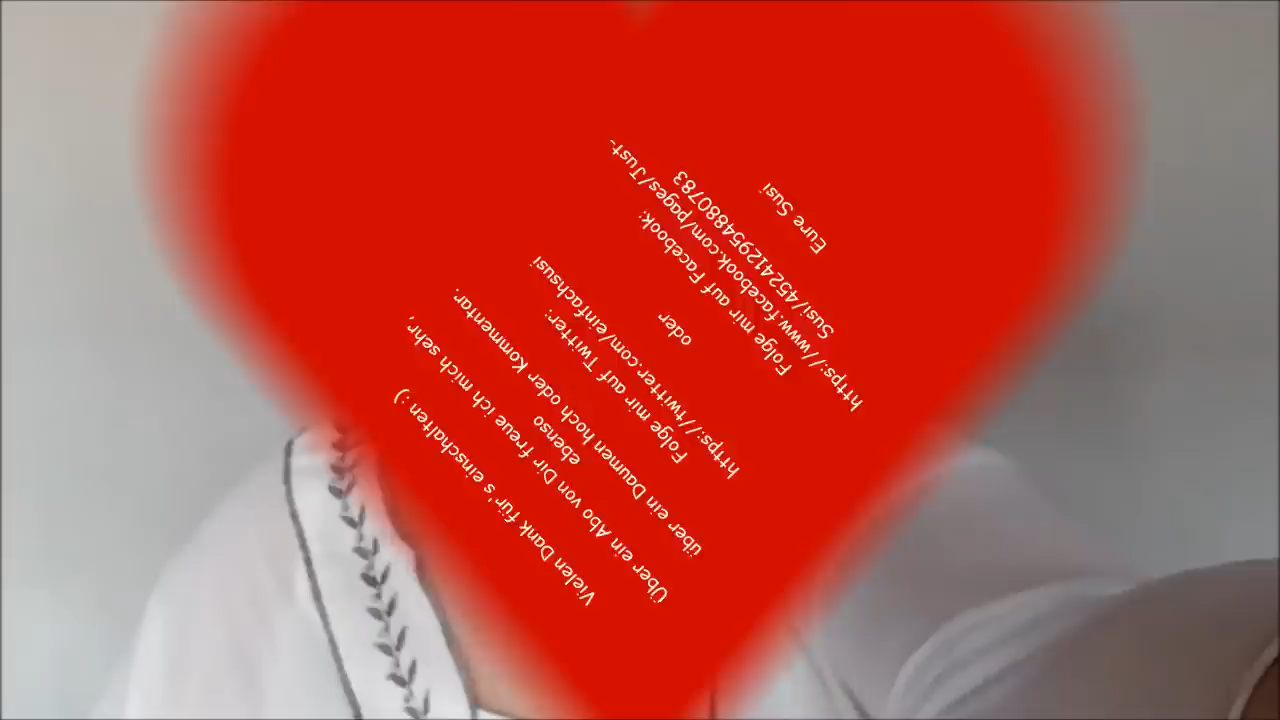 Vielen Dank für's einschalten :)
Über ein Abo von Dir freue ich mich sehr,
ebenso
über ein Daumen hoch oder Kommentar.
Folge mir auf Twitter:
https://twitter.com/einfachsusi
oder
Folge mir auf Facebook:
https://www.facebook.com/pages/Just-
Susi/452412954880783
Eure Susi